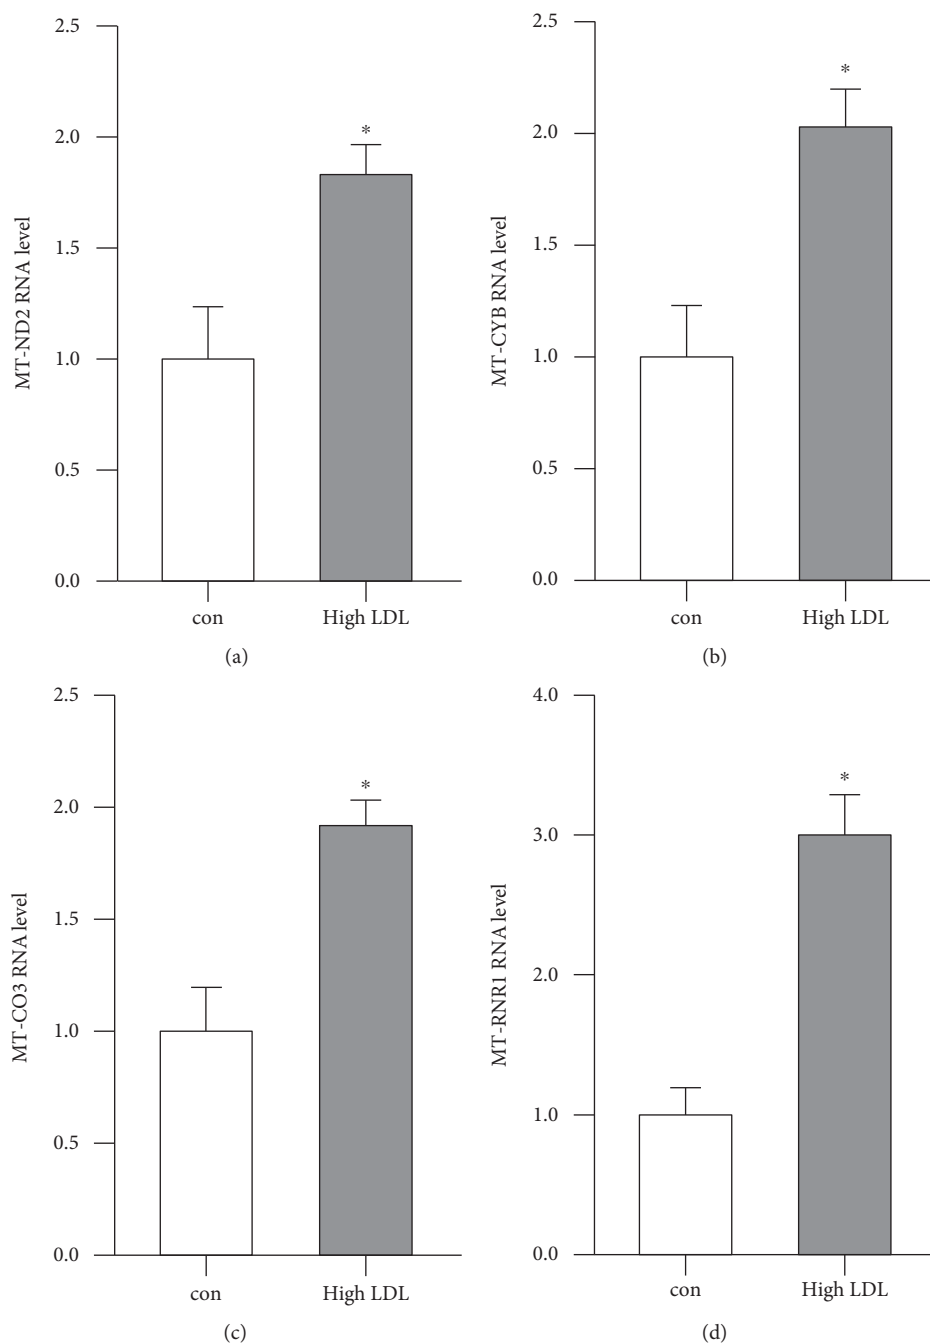 2.5
2.0
1.5
1.0
0.5
0.0
MT-ND2 RNA level
*
con
High LDL
(a)
2.5
2.0
1.5
1.0
0.5
0.0
MT-CYB RNA level
*
con
High LDL
(b)
2.5
2.0
1.5
1.0
0.5
0.0
MT-CO3 RNA level
*
con
High LDL
(c)
4.0
3.0
2.0
1.0
0.0
MT-RNR1 RNA level
*
con
High LDL
(d)